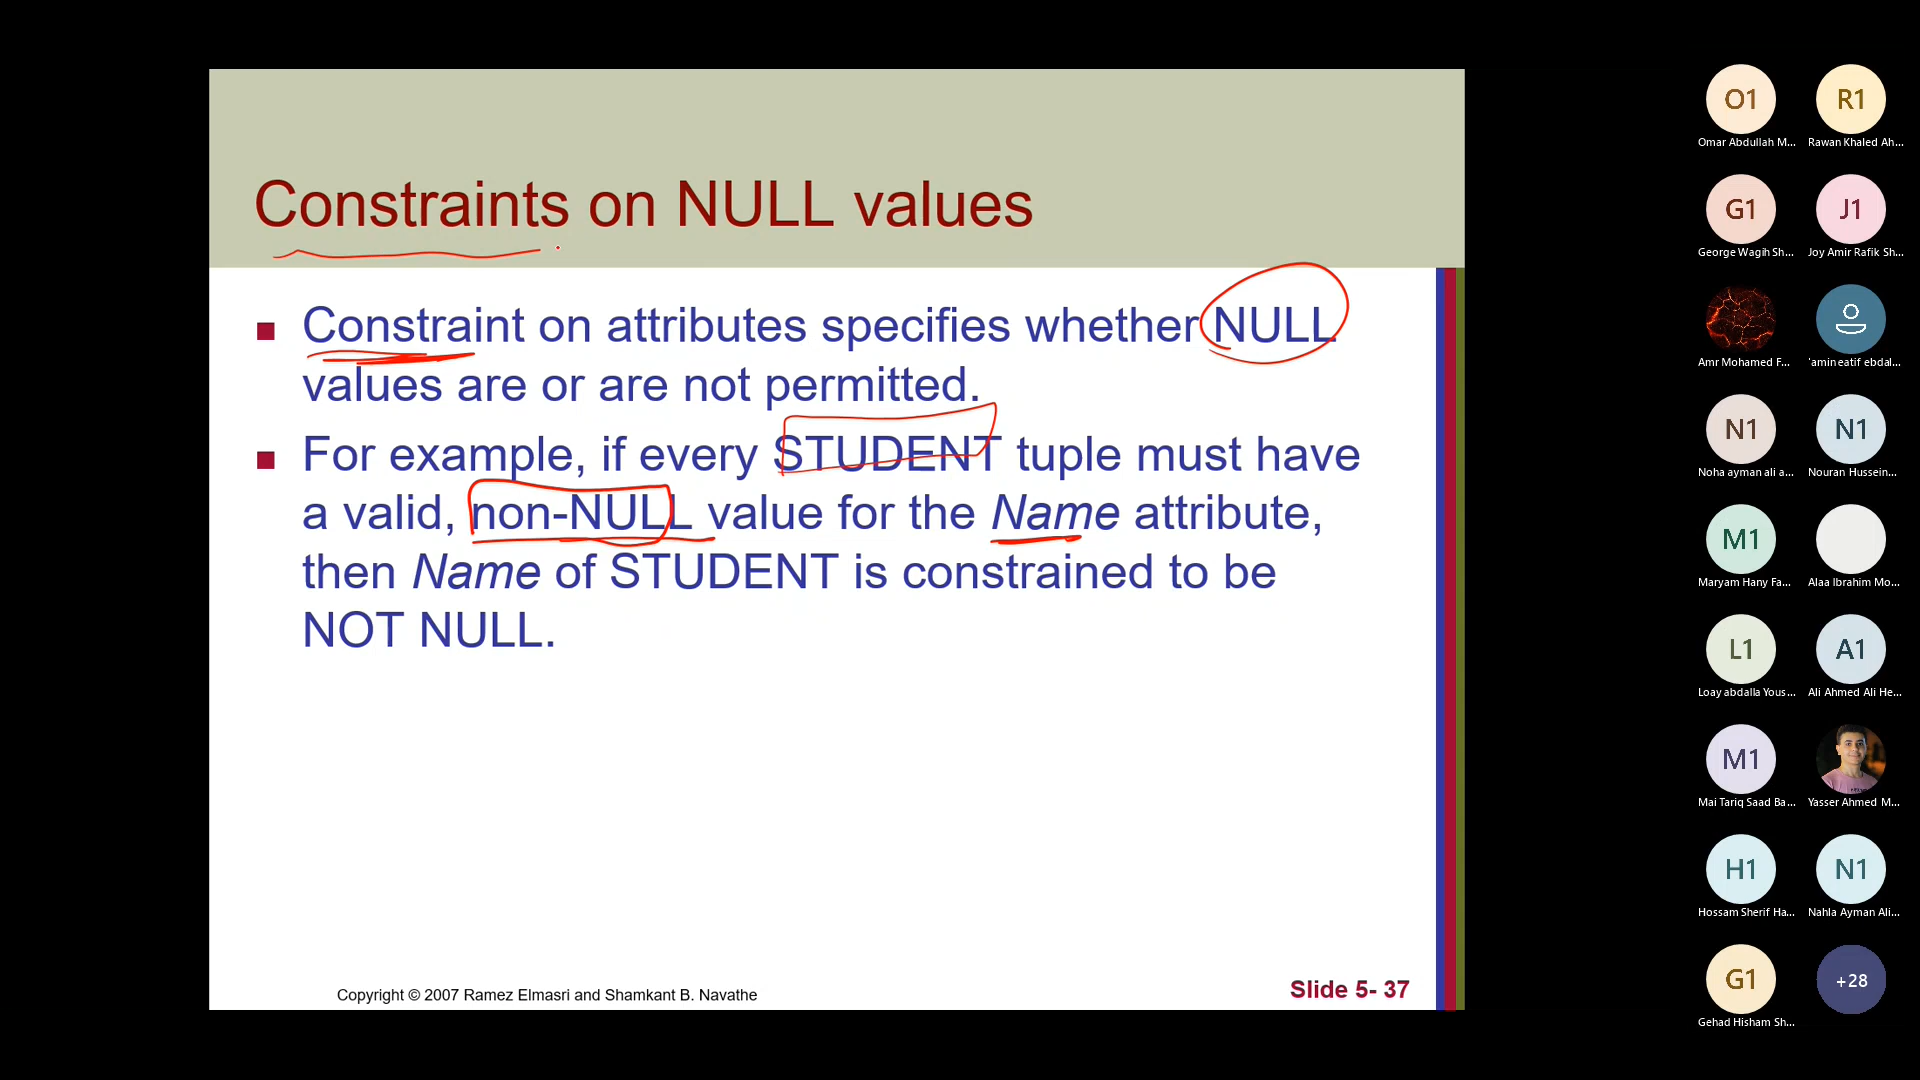 Constraints on NULL values
Constraint on attributes specifies whether NULL
values are or are not permitted.
For example, if every STUDENT tuple must have
a valid, non-NULL value for the Name attribute,
then Name of STUDENT is constrained to be
NOT NULL.
Copyright © 2007 Ramez Elmasri and Shamkant B. Navathe
Slide 5- 37
O1
R1
Omar Abdullah M...
Rawan Khaled Ah...
G1
J1
George Wagih Sh...
Joy Amir Rafik Sh...
Amr Mohamed F...
'amin eatif ebdal...
N1
N1
Noha ayman ali a...
Nouran Hussein...
M1
Maryam Hany Fa...
Alaa Ibrahim Mo...
L1
A1
Loay abdalla Yous...
Ali Ahmed Ali He...
M1
Mai Tariq Saad Ba...
Yasser Ahmed M...
H1
N1
Hossam Sherif Ha...
Nahla Ayman Ali...
G1
+28
Gehad Hisham Sh...